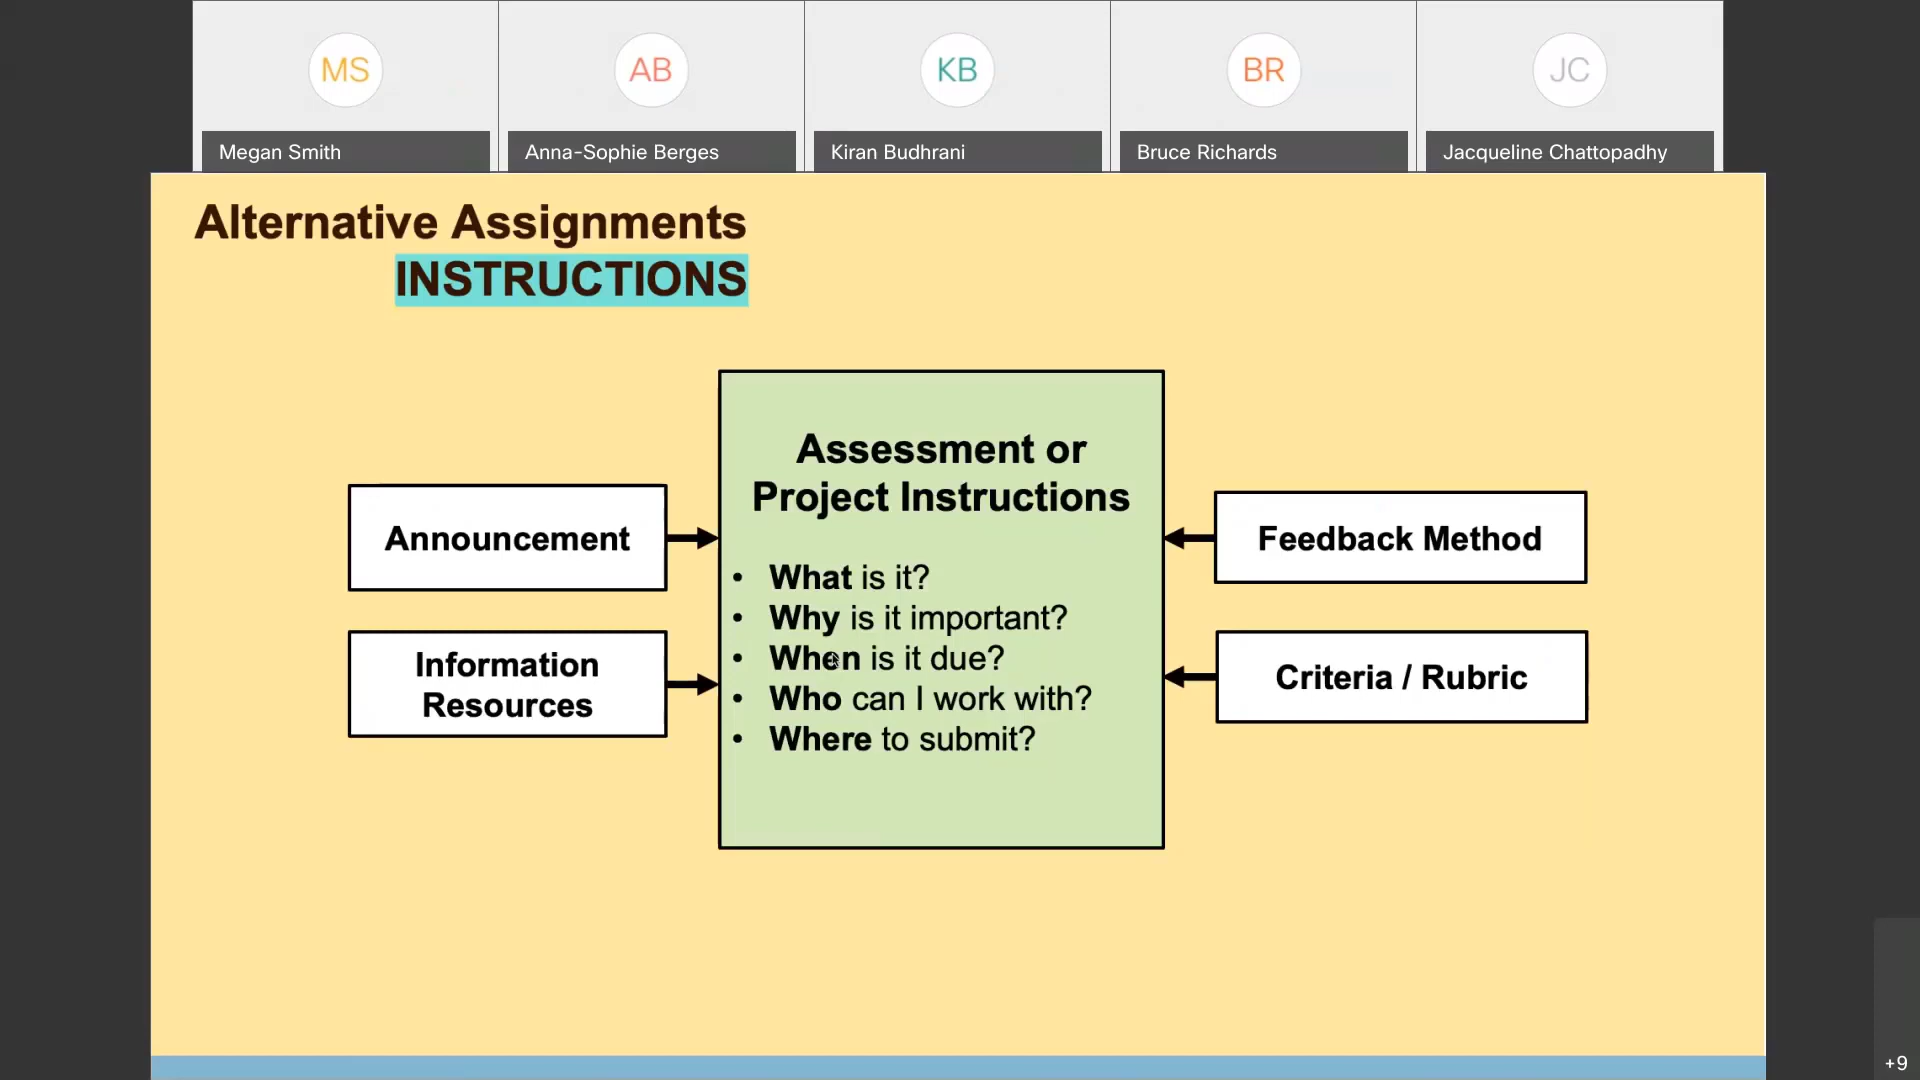 MS
AB
KB
BR
JC
Megan Smith
Anna-Sophie Berges
Kiran Budhrani
Bruce Richards
Jacqueline Chattopadhy
Alternative Assignments
INSTRUCTIONS
Announcement
Information
Resources
Assessment or
Project Instructions
• What is it?
• Why is it important?
• When is it due?
• Who can I work with?
• Where to submit?
Feedback Method
Criteria / Rubric
+9